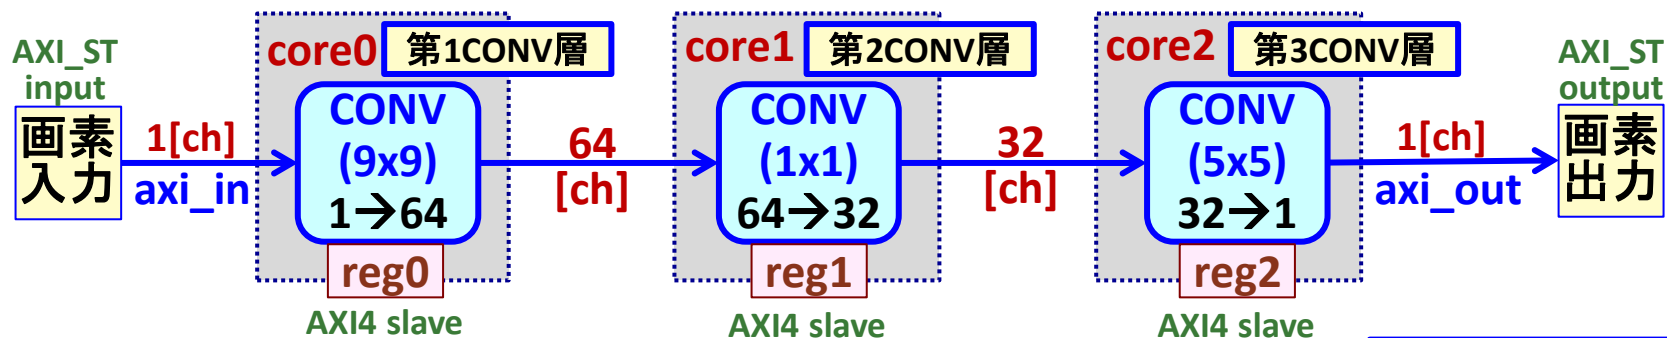 AXI_ST
input
画素
入力
1[ch]
axi_in
core0
第1CONV層
CONV
(9x9)
1→64
reg0
AXI4 slave
64
[ch]
core1
第2CONV層
CONV
(1x1)
64→32
reg1
AXI4 slave
32
[ch]
core2
第3CONV層
CONV
(5x5)
32→1
reg2
AXI4 slave
1[ch]
axi_out
AXI_ST
output
画素
出力